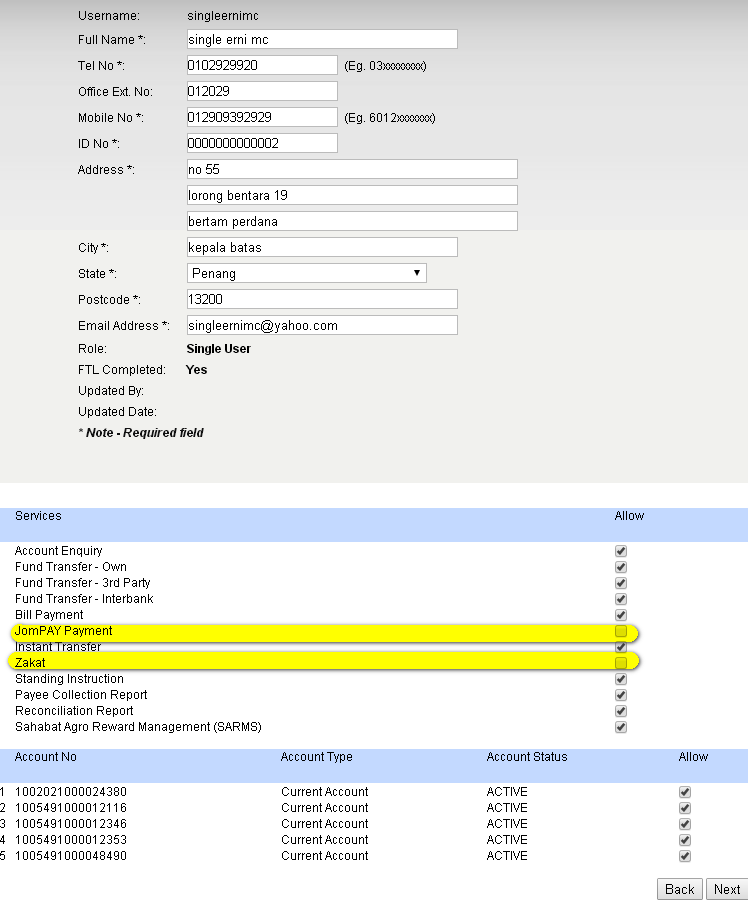 Username: singleernimc
Full Name *: single erni mc
Tel No *: 0102929920 (Eg. 03xxxxxxxx)
Office Ext. No: 012029
Mobile No *: 012909392929 (Eg. 6012xxxxxxx)
ID No *: 0000000000002
Address *: no 55
lorong bentara 19
bertam perdana
City *: kepala batas
State *: Penang
Postcode *: 13200
Email Address *: singleernimc@yahoo.com
Role: Single User
FTL Completed: Yes
Updated By:
Updated Date:
* Note - Required field
Services Allow
Account Enquiry
Fund Transfer - Own
Fund Transfer - 3rd Party
Fund Transfer - Interbank
Bill Payment
JomPAY Payment
Instant Transfer
Zakat
Standing Instruction
Payee Collection Report
Reconciliation Report
Sahabat Agro Reward Management (SARMS)
Account No Account Type Account Status Allow
1 1002021000024380 Current Account ACTIVE
2 1005491000012116 Current Account ACTIVE
3 1005491000012346 Current Account ACTIVE
4 1005491000012353 Current Account ACTIVE
5 1005491000048490 Current Account ACTIVE
Back Next